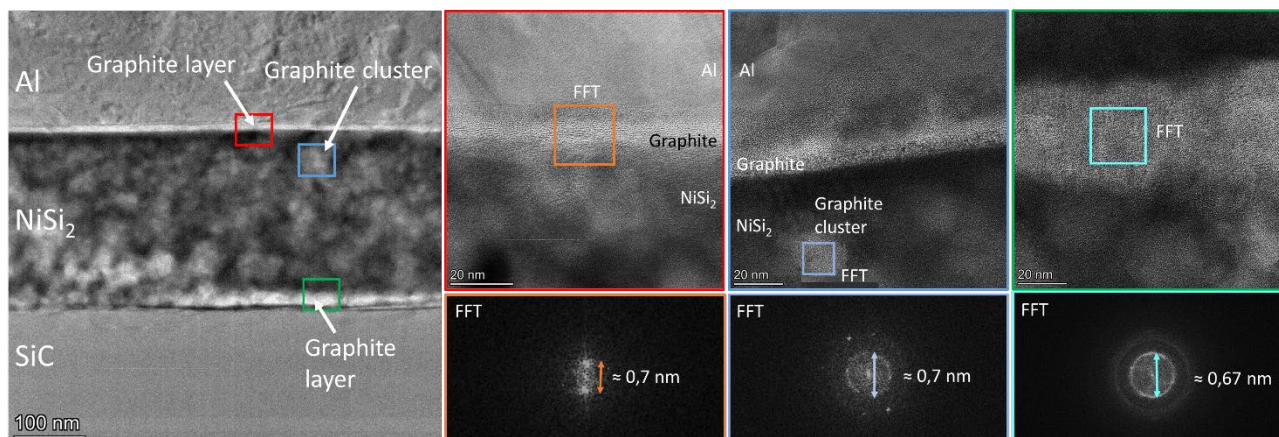 Al
Graphite layer
Graphite cluster
NiSi2
Graphite
layer
SiC
100 nm
Al
FFT
Graphite
NiSi2
20 nm
Al
Graphite
Graphite
cluster
NiSi2
FFT
20 nm
FFT
20 nm
FFT
≈ 0,7 nm
FFT
≈ 0,7 nm
FFT
≈ 0,67 nm